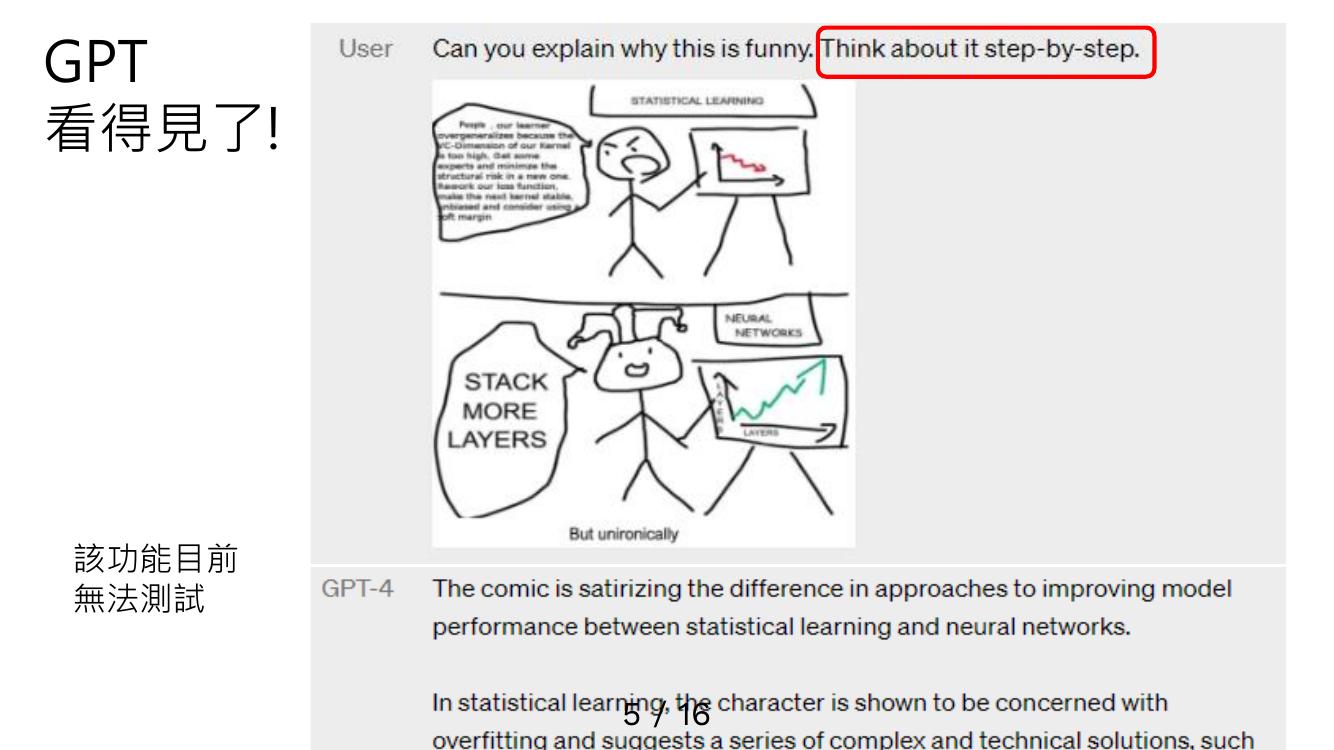 GPT
看得見了!
User
Can you explain why this is funny. Think about it step-by-step.
STATISTICAL LEARNING
People , our learner
overgeneralizes because the
VC-Dimension of our Kernel
is too high. Get some
experts and minimize the
structural risk in a new one.
Rework our loss function,
make the next kernel stable,
unbiased and consider using a
soft margin
NEURAL
NETWORKS
STACK
MORE
LAYERS
LAYERS
LAYERS
But unironically
該功能目前
無法測試
GPT-4
The comic is satirizing the difference in approaches to improving model
performance between statistical learning and neural networks.
In statistical learning, the character is shown to be concerned with
5 / 16
overfitting and suggests a series of complex and technical solutions, such